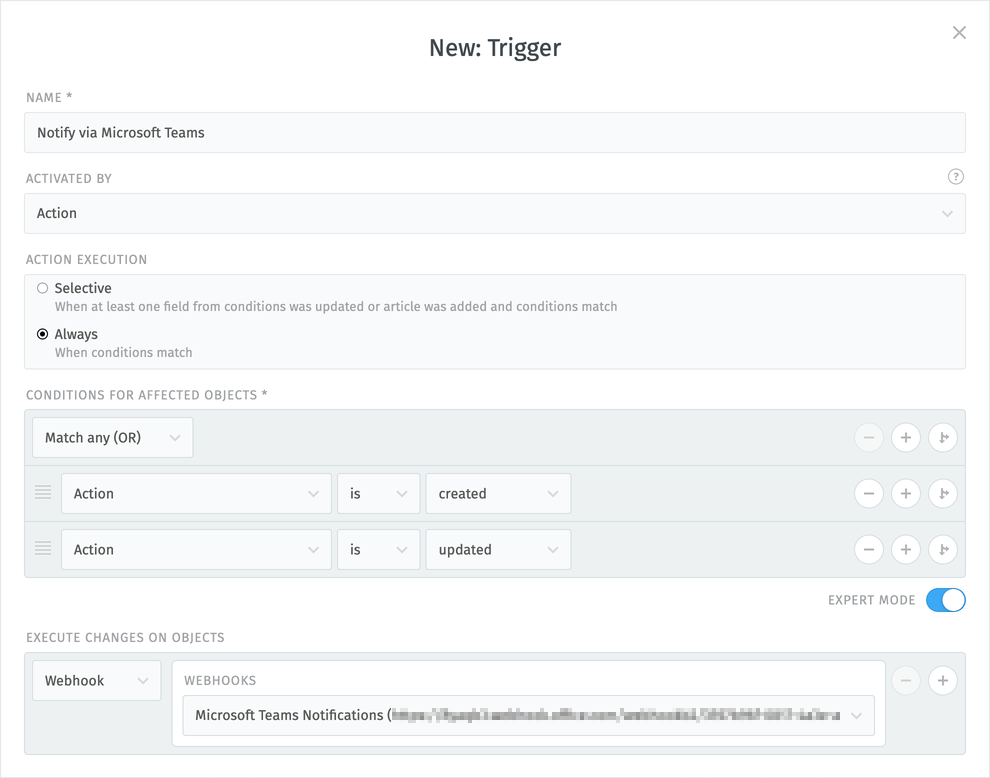 New: Trigger
NAME *
Notify via Microsoft Teams
ACTIVATED BY
?
Action
ACTION EXECUTION
Selective
When at least one field from conditions was updated or article was added and conditions match
Always
When conditions match
CONDITIONS FOR AFFECTED OBJECTS *
Match any (OR)
Action is created
Action is updated
EXPERT MODE
EXECUTE CHANGES ON OBJECTS
Webhook
WEBHOOKS
Microsoft Teams Notifications (